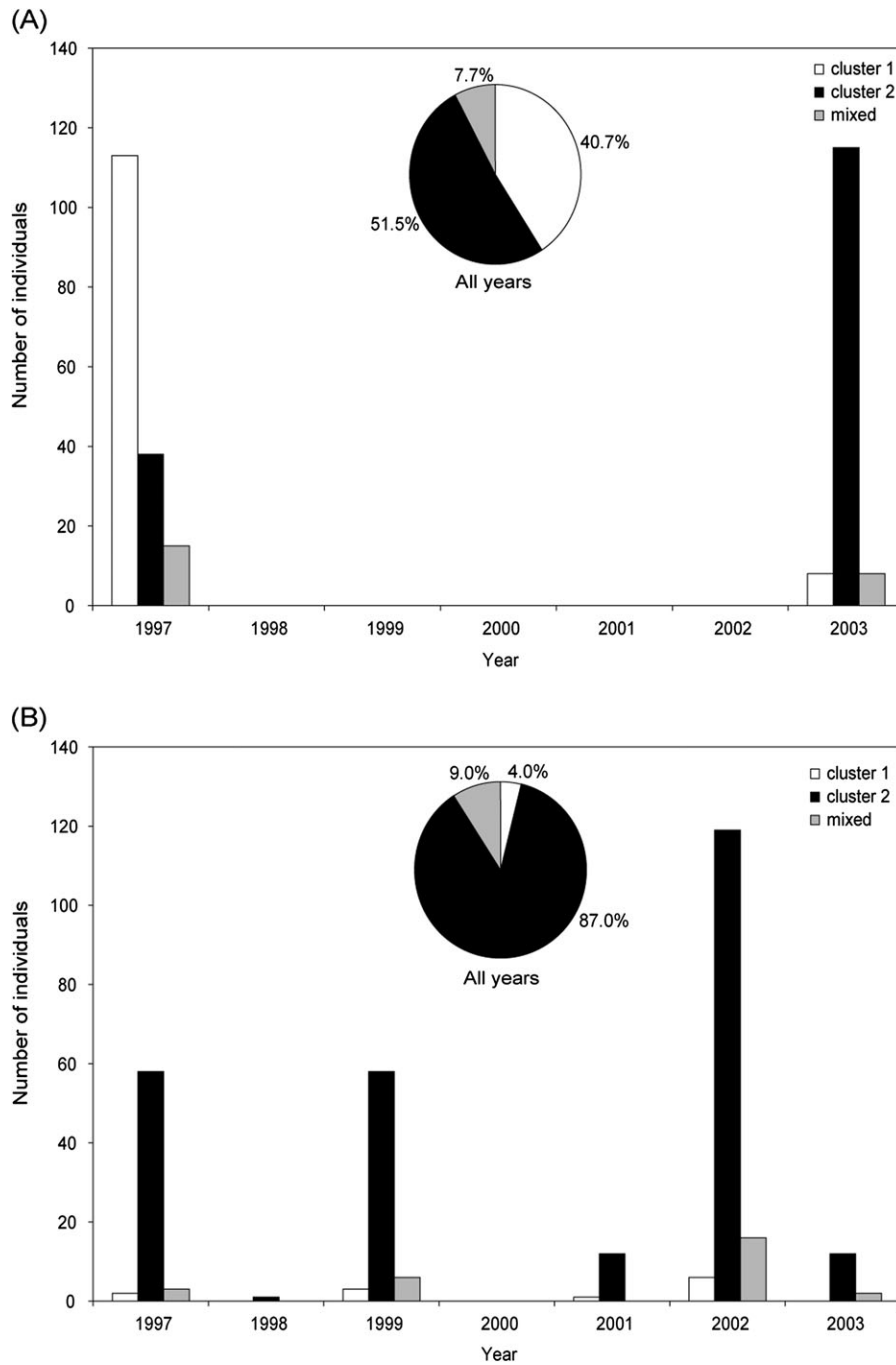 (A)
140
120
100
80
60
40
20
0
Number of individuals
7.7%
40.7%
51.5%
All years
cluster 1
cluster 2
mixed
1997 1998 1999 2000 2001 2002 2003
Year
(B)
140
120
100
80
60
40
20
0
Number of individuals
9.0% 4.0%
87.0%
All years
cluster 1
cluster 2
mixed
1997 1998 1999 2000 2001 2002 2003
Year